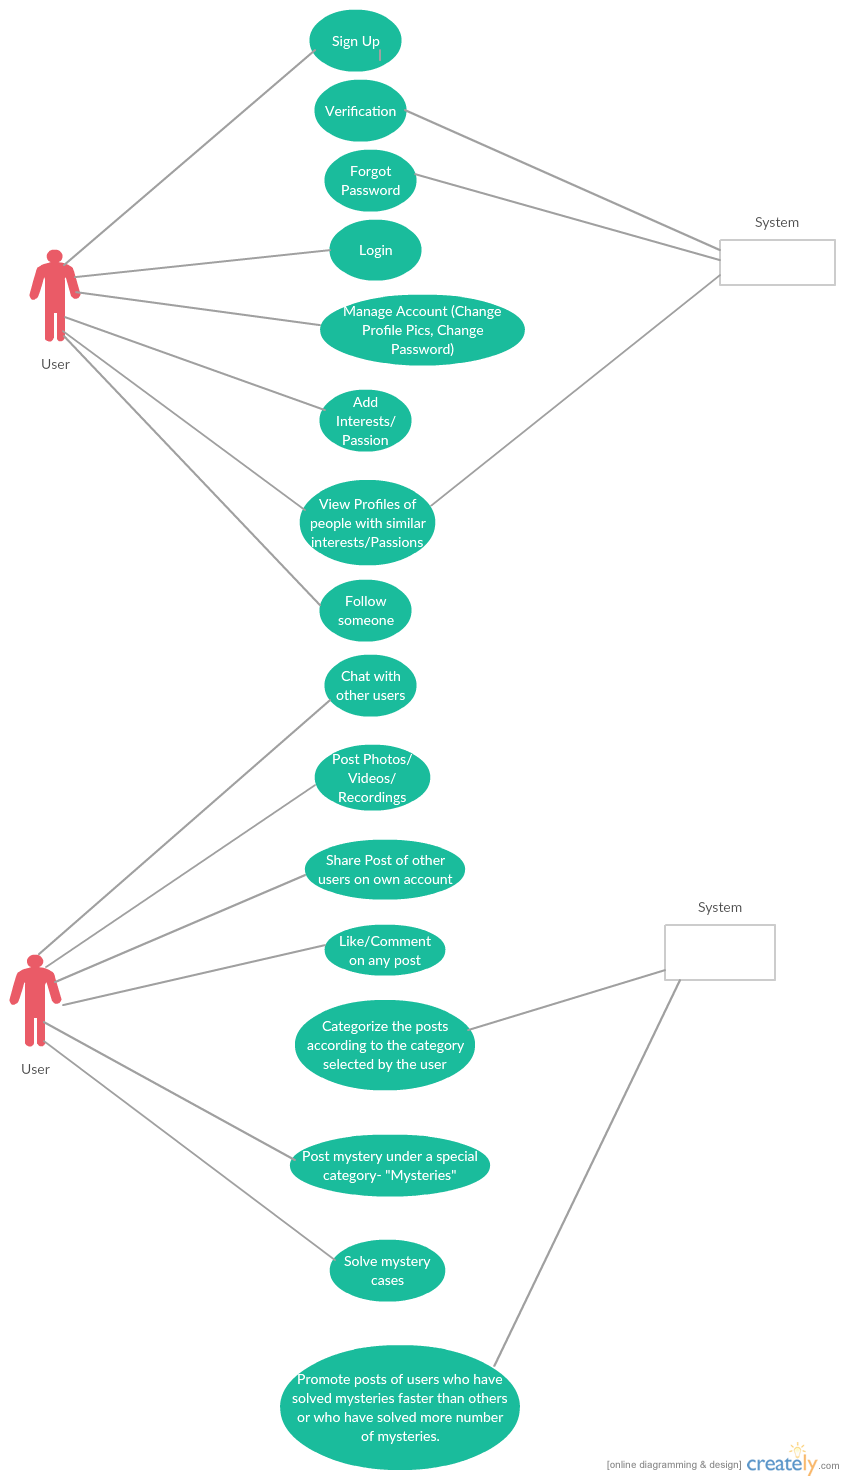 Sign Up
Verification
Forgot
Password
System
Login
Manage Account (Change
Profile Pics, Change
Password)
User
Add
Interests/
Passion
View Profiles of
people with similar
interests/Passions.
Follow
someone
Chat with
other users
Post Photos/
Videos/
Recordings
Share Post of other
users on own account
System
Like/Comment
on any post
Categorize the posts
according to the category
selected by the user
User
Post mystery under a special
category- "Mysteries"
Solve mystery
cases
Promote posts of users who have
solved mysteries faster than others
or who have solved more number
of mysteries.
[online diagramming & design] creately.com